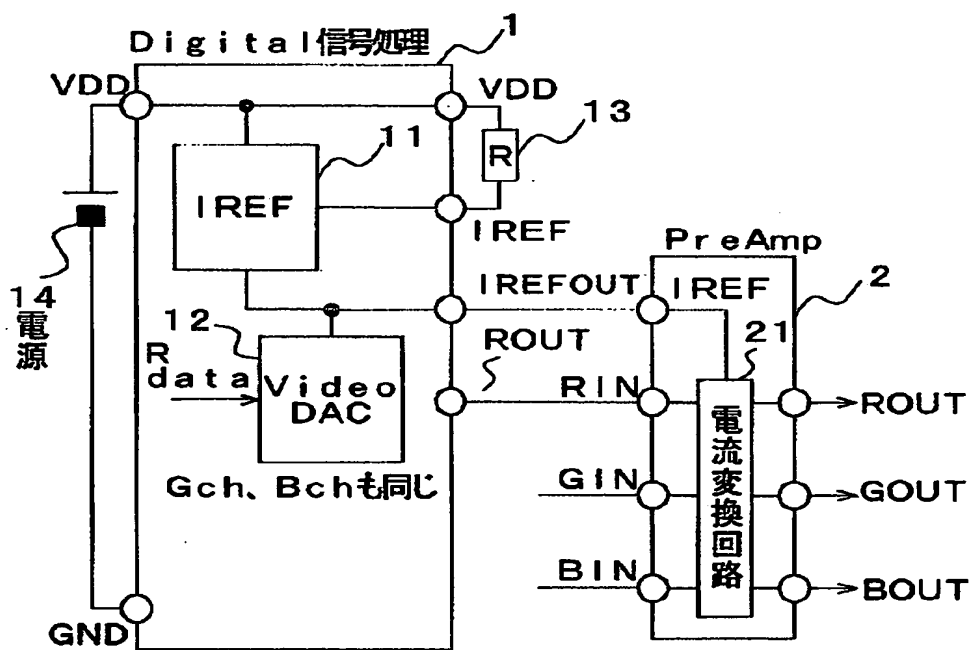 Digital信号処理
1
VDD
VDD
13
11
R
IREF
IREF
PreAmp
14
電源
IREFOUT
IREF
2
12
ROUT
21
R
data
Video
DAC
RIN
ROUT
Gch、Bchも同じ
GIN
電流変換回路
GOUT
BIN
BOUT
GND